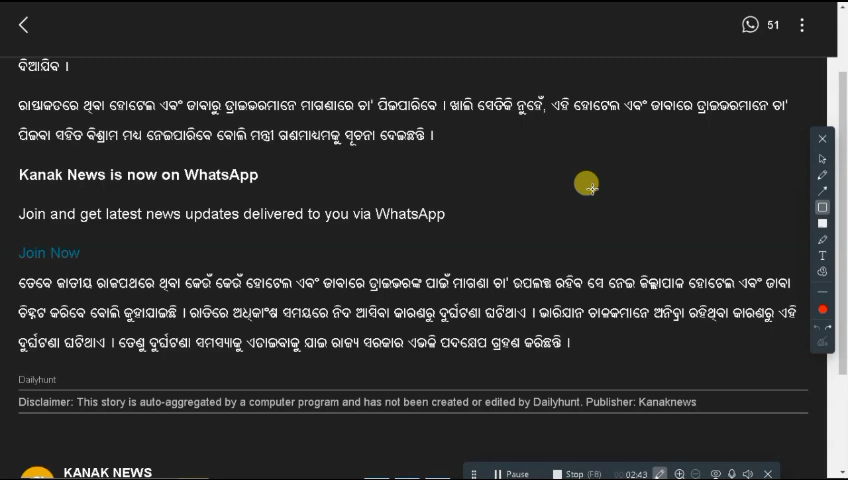 51
ଦିଆଯିବ ।
ରାସ୍ତାକଡରେ ଥିବା ହୋଟେଲ ଏବଂ ଢାବାରୁ ଡ୍ରାଇଭରମାନେ ମାଗଣାରେ ଚା' ପିଇପାରିବେ । ଖାଲି ସେତିକି ନୁହେଁ, ଏହି ହୋଟେଲ ଏବଂ ଢାବାରେ ଡ୍ରାଇଭରମାନେ ଚା'
ପିଇବା ସହିତ ବିଶ୍ରାମ ମଧ୍ୟ ନେଇପାରିବେ ବୋଲି ମନ୍ତ୍ରୀ ଗଣମାଧ୍ୟମକୁ ସୂଚନା ଦେଇଛନ୍ତି ।
Kanak News is now on WhatsApp
Join and get latest news updates delivered to you via WhatsApp
Join Now
ତେବେ ଜାତୀୟ ରାଜପଥରେ ଥିବା କେଉଁ କେଉଁ ହୋଟେଲ ଏବଂ ଢାବାରେ ଡ୍ରାଇଭରଙ୍କ ପାଇଁ ମାଗଣା ଚା' ଉପଲବ୍ଧ ରହିବ ସେ ନେଇ ଜିଲ୍ଲାପାଳ ହୋଟେଲ ଏବଂ ଢାବା
ଚିହ୍ନଟ କରିବେ ବୋଲି କୁହାଯାଇଛି । ରାତିରେ ଅଧିକାଂଶ ସମୟରେ ନିଦ ଆସିବା କାରଣରୁ ଦୁର୍ଘଟଣା ଘଟିଥାଏ । ଭାରିଯାନ ଚାଳକମାନେ ଅନିଦ୍ରା ରହିଥିବା କାରଣରୁ ଏହି
ଦୁର୍ଘଟଣା ଘଟିଥାଏ । ତେଣୁ ଦୁର୍ଘଟଣା ସମସ୍ୟାକୁ ଏଡାଇବାକୁ ଯାଇ ରାଜ୍ୟ ସରକାର ଏଭଳି ପଦକ୍ଷେପ ଗ୍ରହଣ କରିଛନ୍ତି ।
Dailyhunt
Disclaimer: This story is auto-aggregated by a computer program and has not been created or edited by Dailyhunt. Publisher: Kanaknews
KANAK NEWS
Pause Stop (F8) 00:02:43